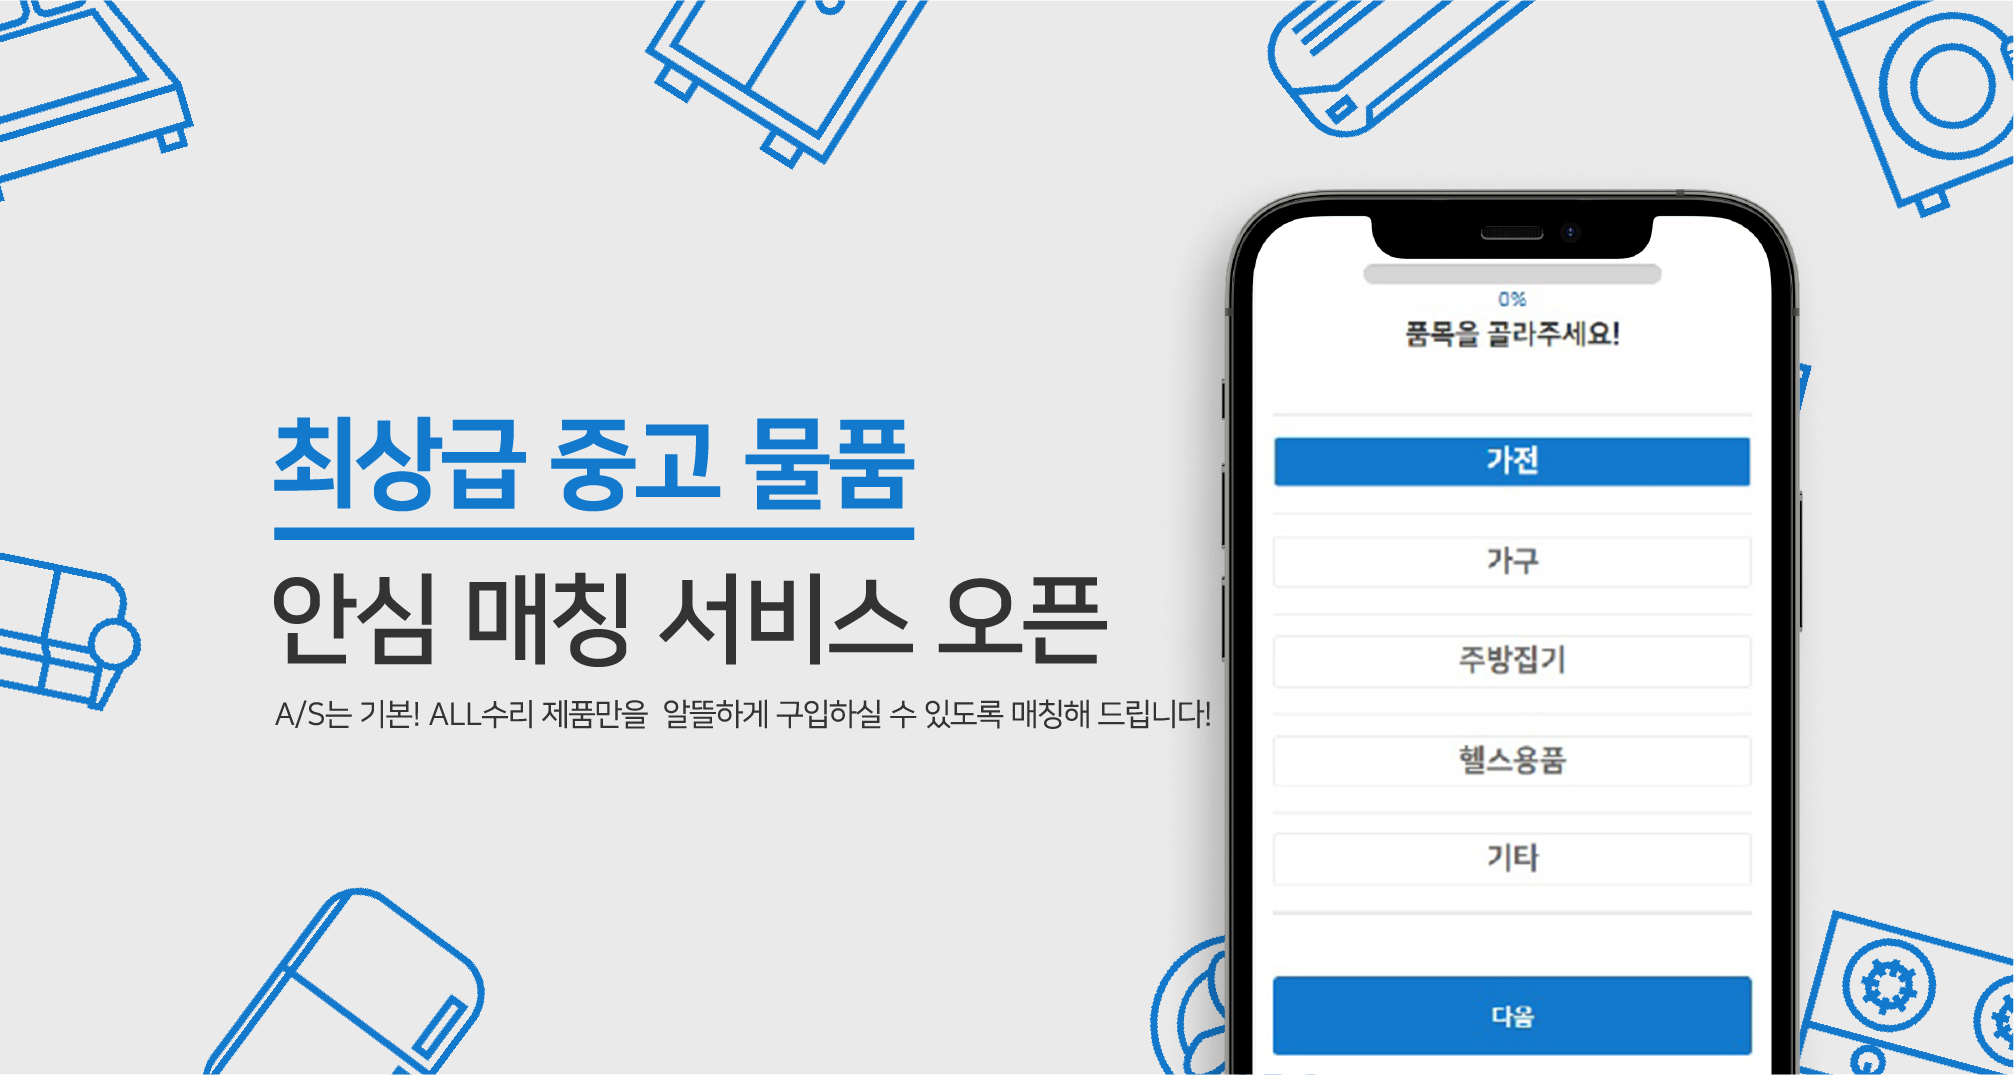 최상급 중고 물품
안심 매칭 서비스 오픈
A/S는 기본! ALL수리 제품만을 알뜰하게 구입하실 수 있도록 매칭해 드립니다!
0%
품목을 골라주세요!
가전
가구
주방집기
헬스용품
기타
다음